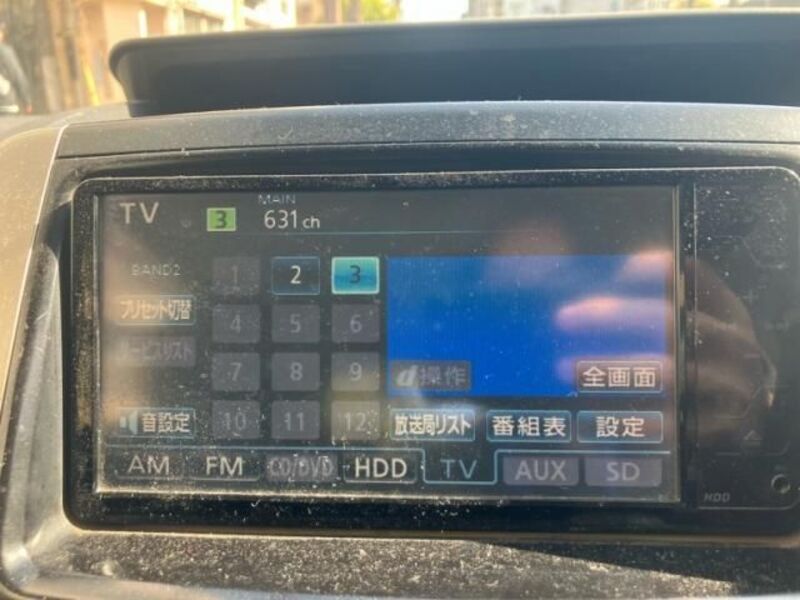 MAIN
TV 3 631ch
BAND2 1 2 3
プリセット切替
4 5 6
サービスリスト
7 8 9 d操作 全画面
音設定 10 11 12 放送局リスト 番組表 設定
AM FM CD/DVD HDD TV AUX SD
HDD